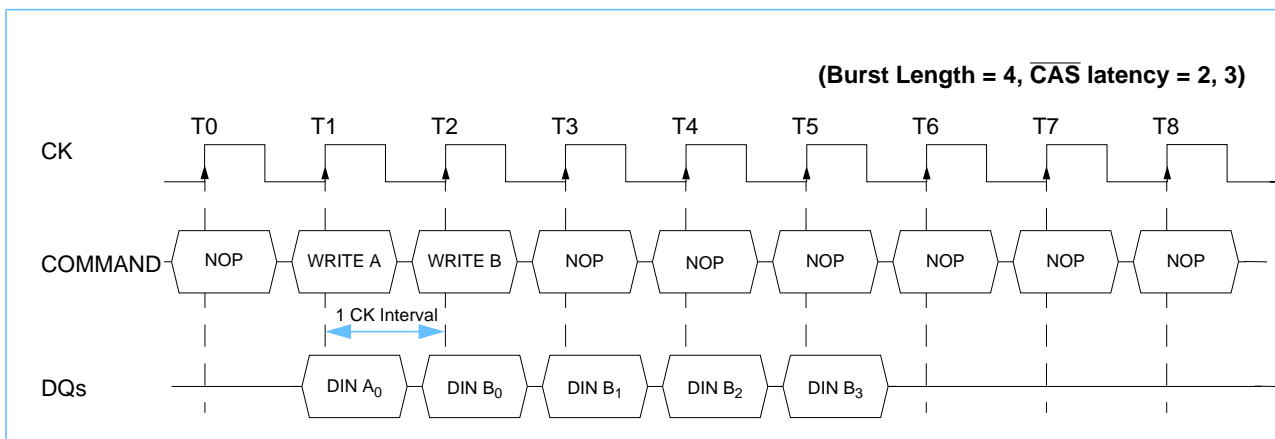 (Burst Length = 4, CAS latency = 2, 3)
T0 T1 T2 T3 T4 T5 T6 T7 T8
CK
COMMAND NOP WRITE A WRITE B NOP NOP NOP NOP NOP NOP
1 CK Interval
DQs DIN A0 DIN B0 DIN B1 DIN B2 DIN B3